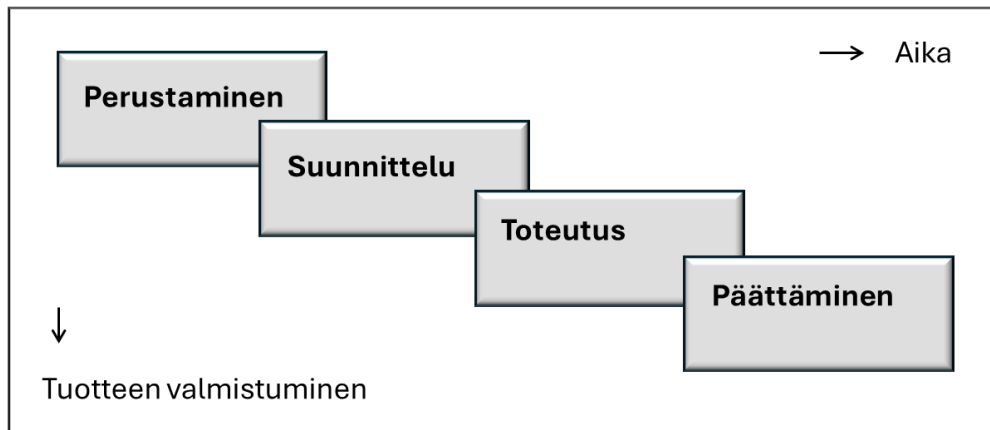 → Aika
Perustaminen
Suunnittelu
Toteutus
Päättäminen
↓
Tuotteen valmistuminen